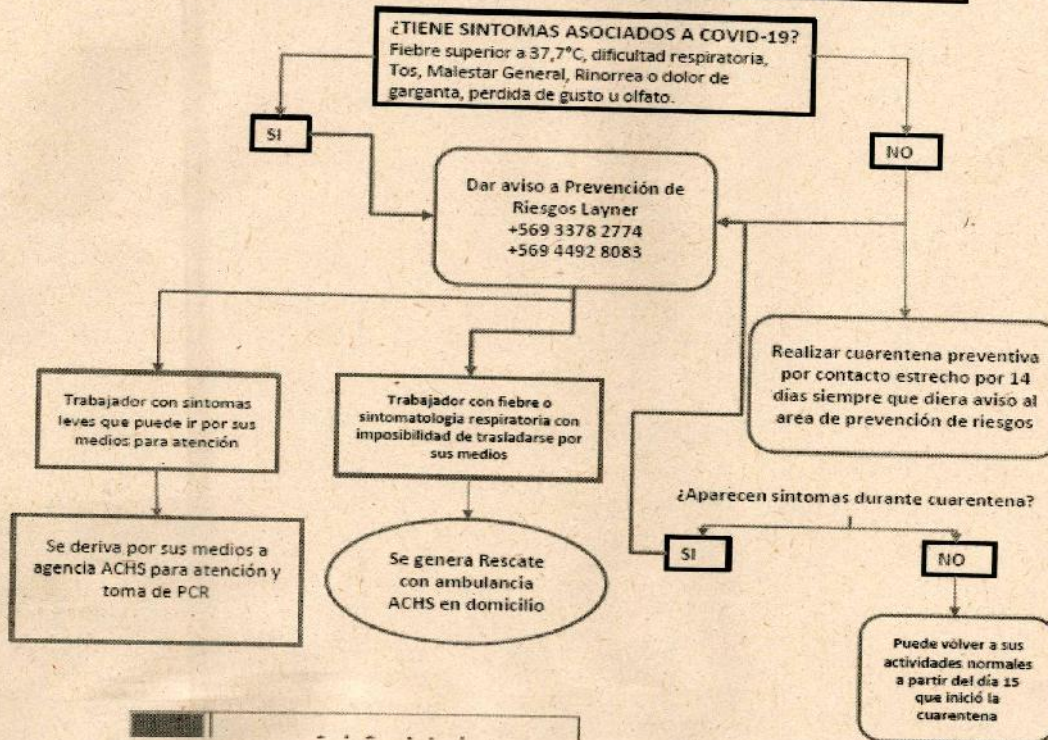 ¿TIENE SINTOMAS ASOCIADOS A COVID-19?
Fiebre superior a 37,7°C, dificultad respiratoria,
Tos, Malestar General, Rinorrea o dolor de
garganta, perdida de gusto u olfato.
SI
NO
Dar aviso a Prevención de
Riesgos Layner
+569 3378 2774
+569 4492 8083
Trabajador con sintomas
leves que puede ir por sus
medios para atención
Trabajador con fiebre o
sintomatologia respiratoria con
imposibilidad de trasladarse por
sus medios
Realizar cuarentena preventiva
por contacto estrecho por 14
días siempre que diera aviso al
area de prevención de riesgos
¿Aparecen sintomas durante cuarentena?
SI
NO
Se deriva por sus medios a
agencia ACHS para atención y
toma de PCR
Se genera Rescate
con ambulancia
ACHS en domicilio
Puede volver a sus
actividades normales
a partir del día 15
que inició la
cuarentena